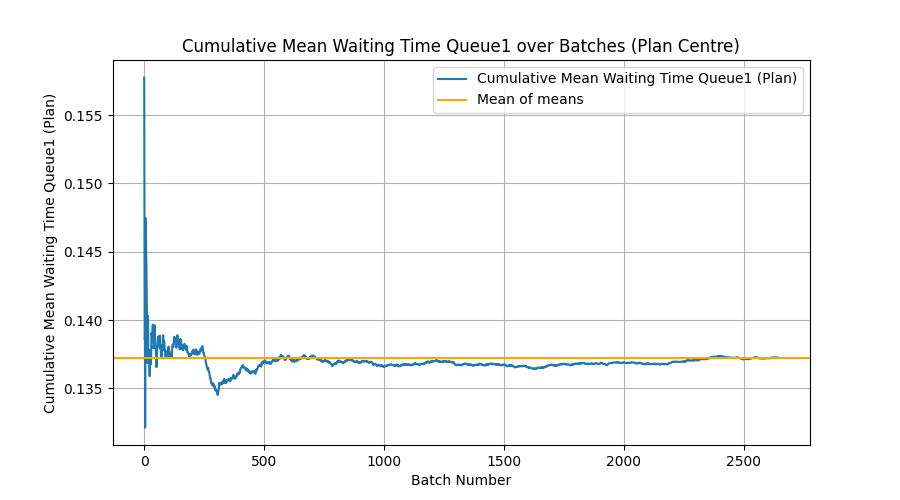 Cumulative Mean Waiting Time Queue1 over Batches (Plan Centre)
Cumulative Mean Waiting Time Queue1 (Plan)
Mean of means
Cumulative Mean Waiting Time Queue1 (Plan)
0.155
0.150
0.145
0.140
0.135
0
500
1000
1500
2000
2500
Batch Number